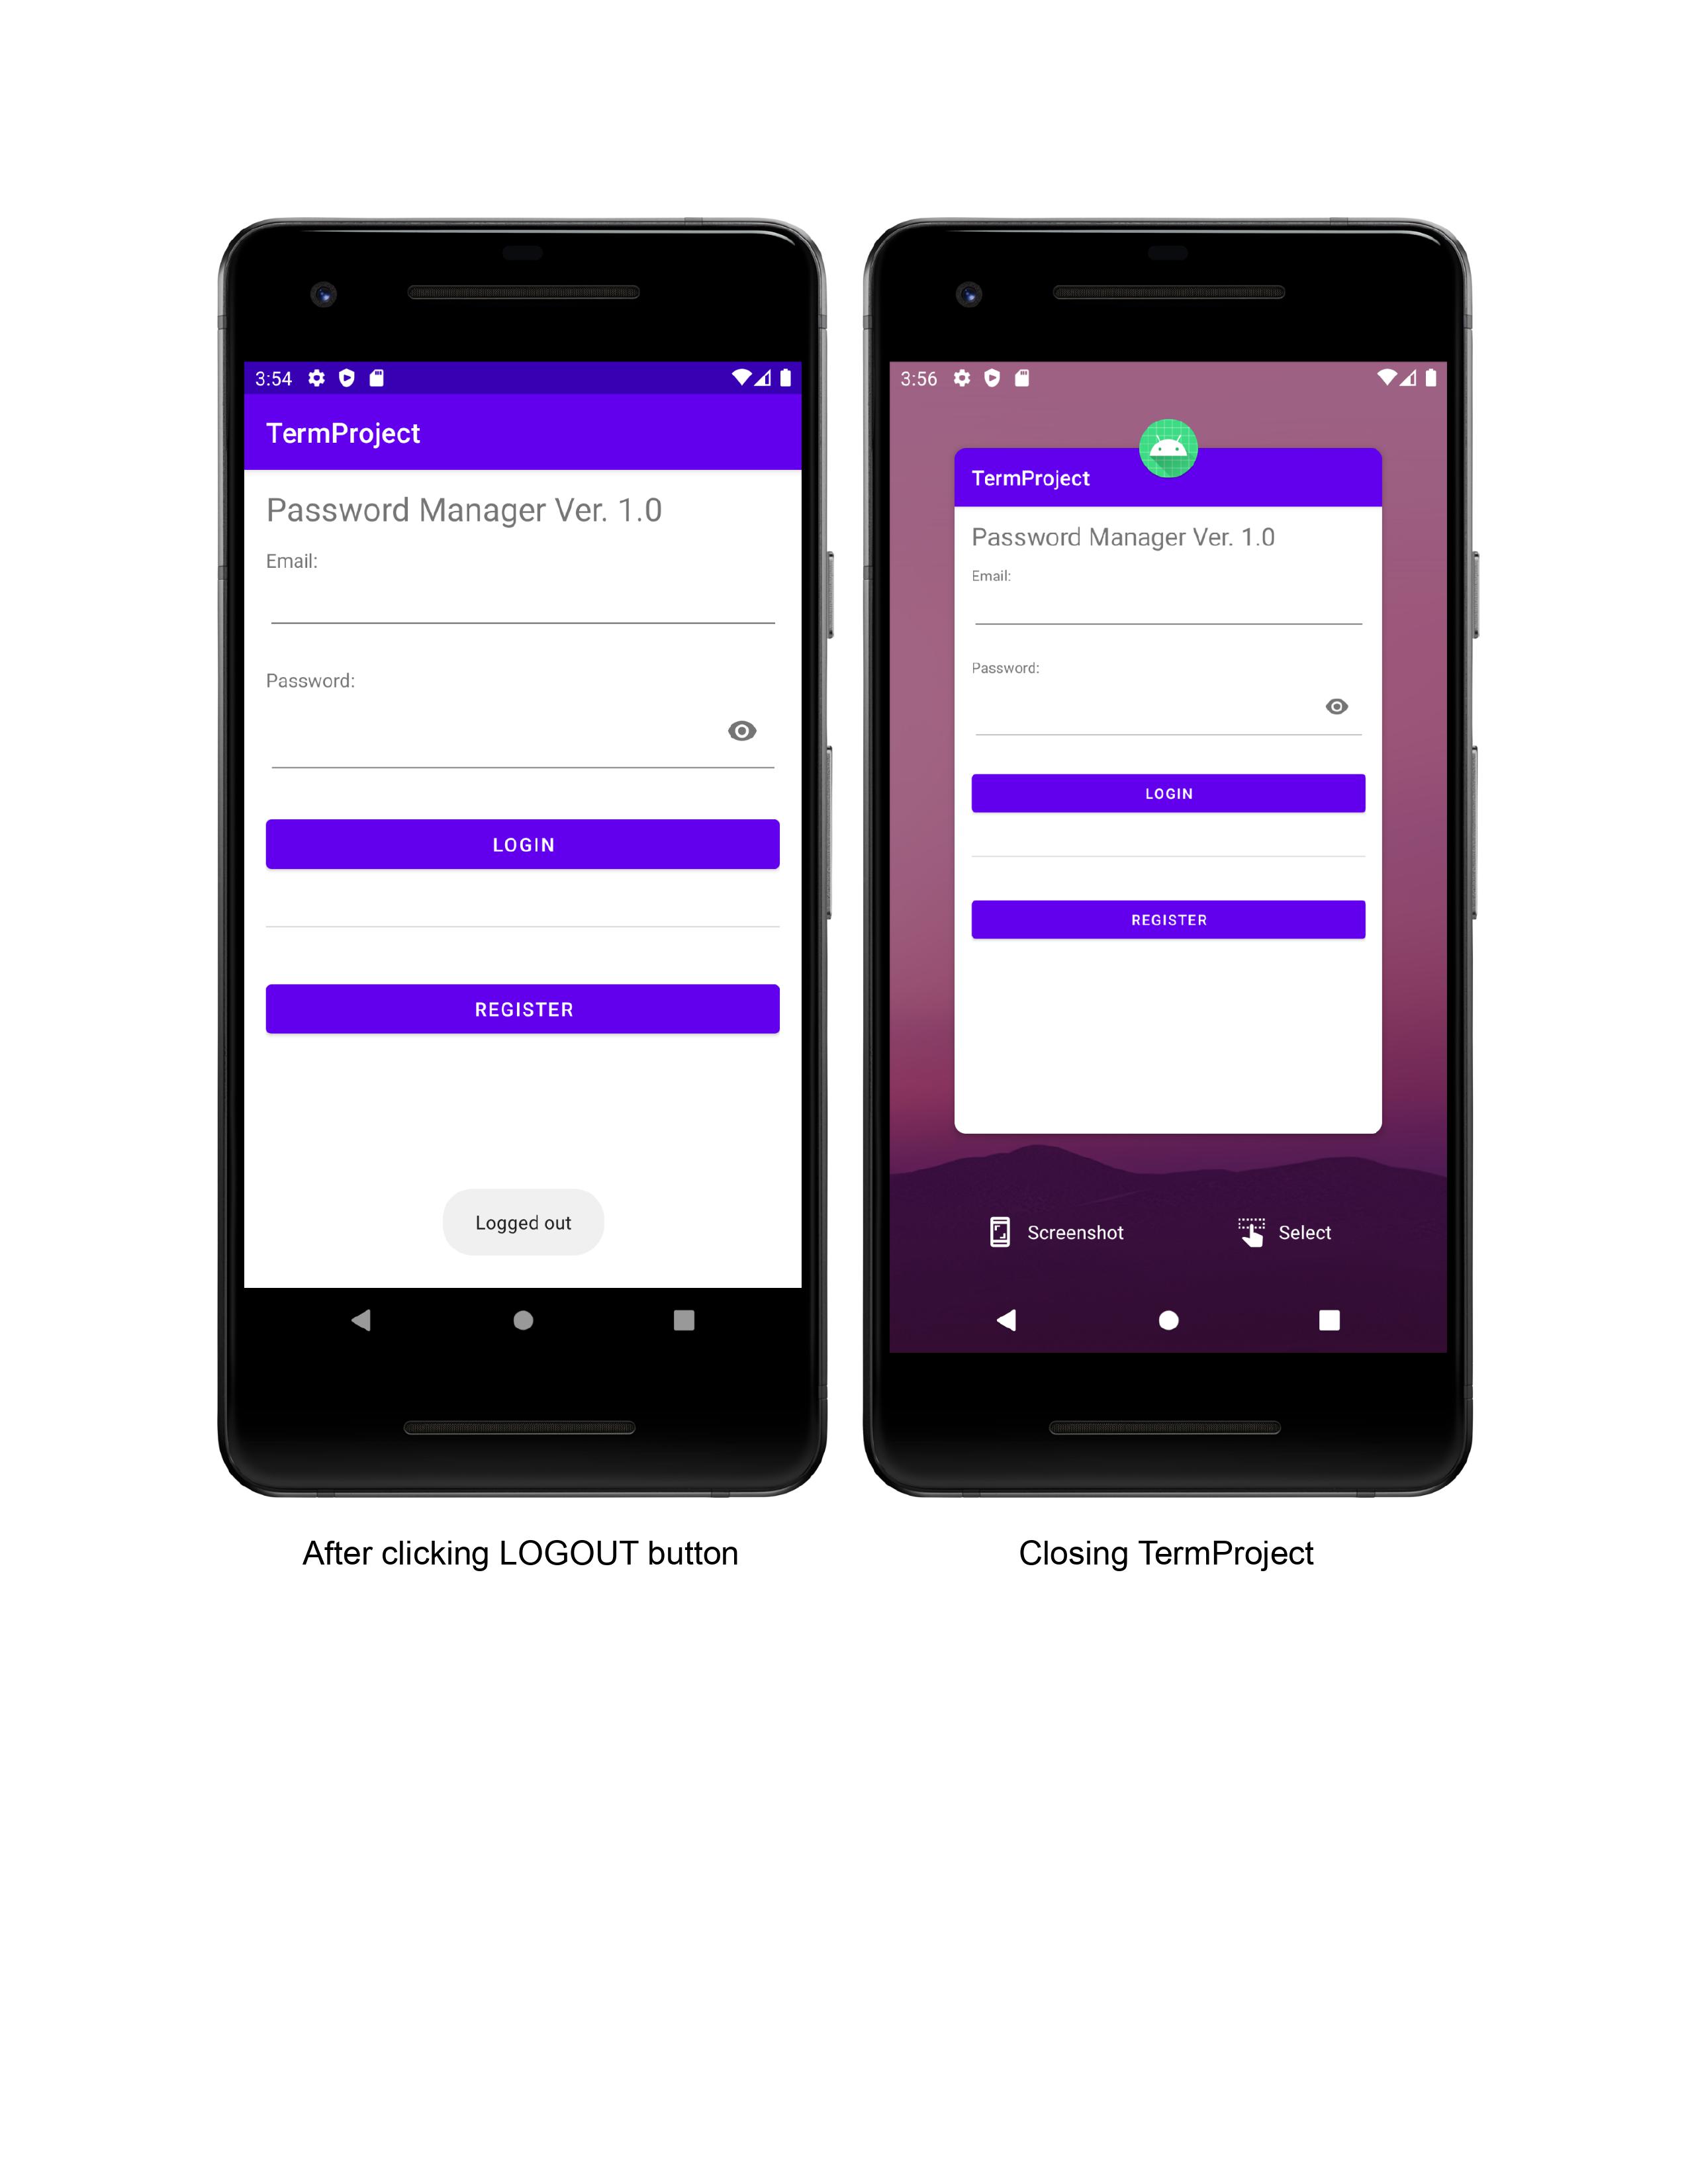 3:54
TermProject
Password Manager Ver. 1.0
Email:
Password:
LOGIN
REGISTER
Logged out
After clicking LOGOUT button
3:56
TermProject
Password Manager Ver. 1.0
Email:
Password:
LOGIN
REGISTER
Screenshot
Select
Closing TermProject